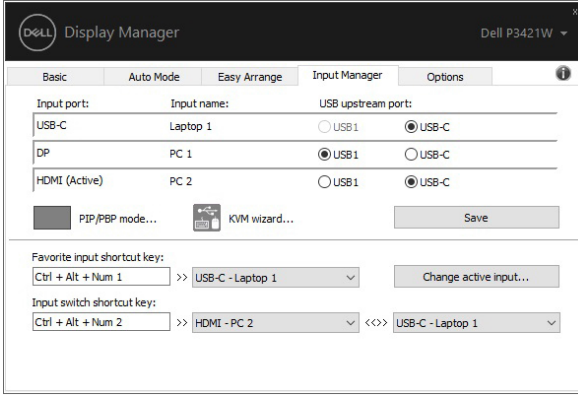 DELL Display Manager Dell P3421W
Basic Auto Mode Easy Arrange Input Manager Options
Input port: Input name: USB upstream port:
USB-C Laptop 1 USB1 USB-C
DP PC 1 USB1 USB-C
HDMI (Active) PC 2 USB1 USB-C
PIP/PBP mode... KVM wizard... Save
Favorite input shortcut key:
Ctrl + Alt + Num 1 >> USB-C - Laptop 1 Change active input...
Input switch shortcut key:
Ctrl + Alt + Num 2 >> HDMI - PC 2 <<>> USB-C - Laptop 1